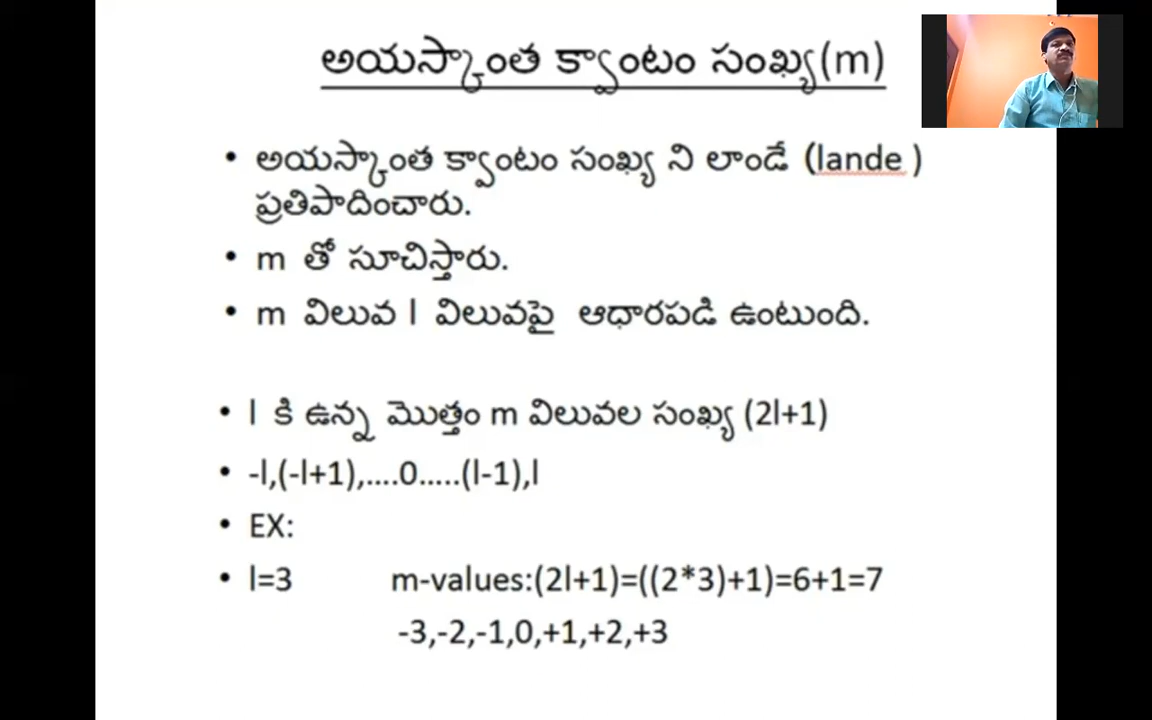 అయస్కాంత క్వాంటం సంఖ్య(m)
• అయస్కాంత క్వాంటం సంఖ్య ని లాండే (lande )
ప్రతిపాదించారు.
• m తో సూచిస్తారు.
• m విలువ l విలువపై ఆధారపడి ఉంటుంది.
• l కి ఉన్న మొత్తం m విలువల సంఖ్య (2l+1)
• -l,(-l+1),....0.....(l-1),l
• EX:
• l=3 m-values:(2l+1)=((2*3)+1)=6+1=7
-3,-2,-1,0,+1,+2,+3